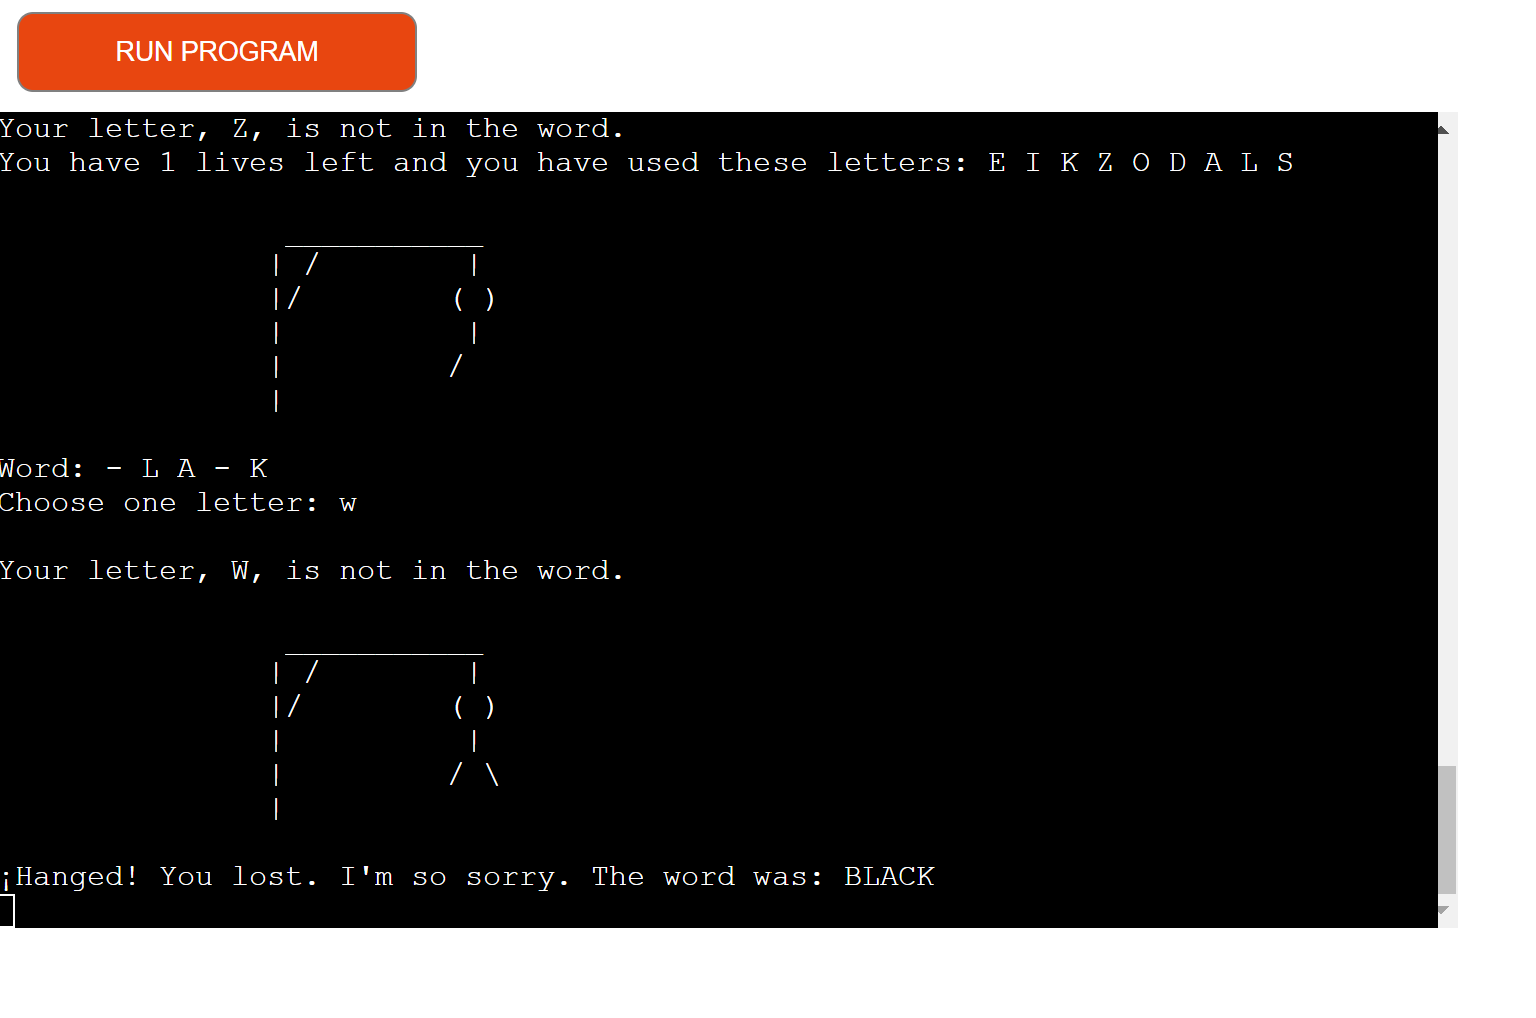 RUN PROGRAM
Your letter, Z, is not in the word.
You have 1 lives left and you have used these letters: E I K Z O D A L S
 ___________
| /        |
|/        ( )
|          |
|         /
|
Word: - L A - K
Choose one letter: w
Your letter, W, is not in the word.
 ___________
| /        |
|/        ( )
|          |
|         / \
|
¡Hanged! You lost. I'm so sorry. The word was: BLACK